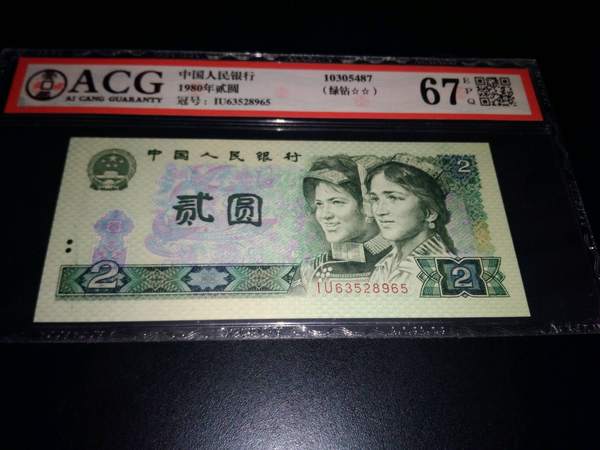 ACG
AI CANG GUARANTY
中国人民银行
1980年贰圆
冠号：IU63528965
10305487
（绿钻☆☆）
67
EPQ
中国人民银行
贰圆
2
2
2
IU63528965